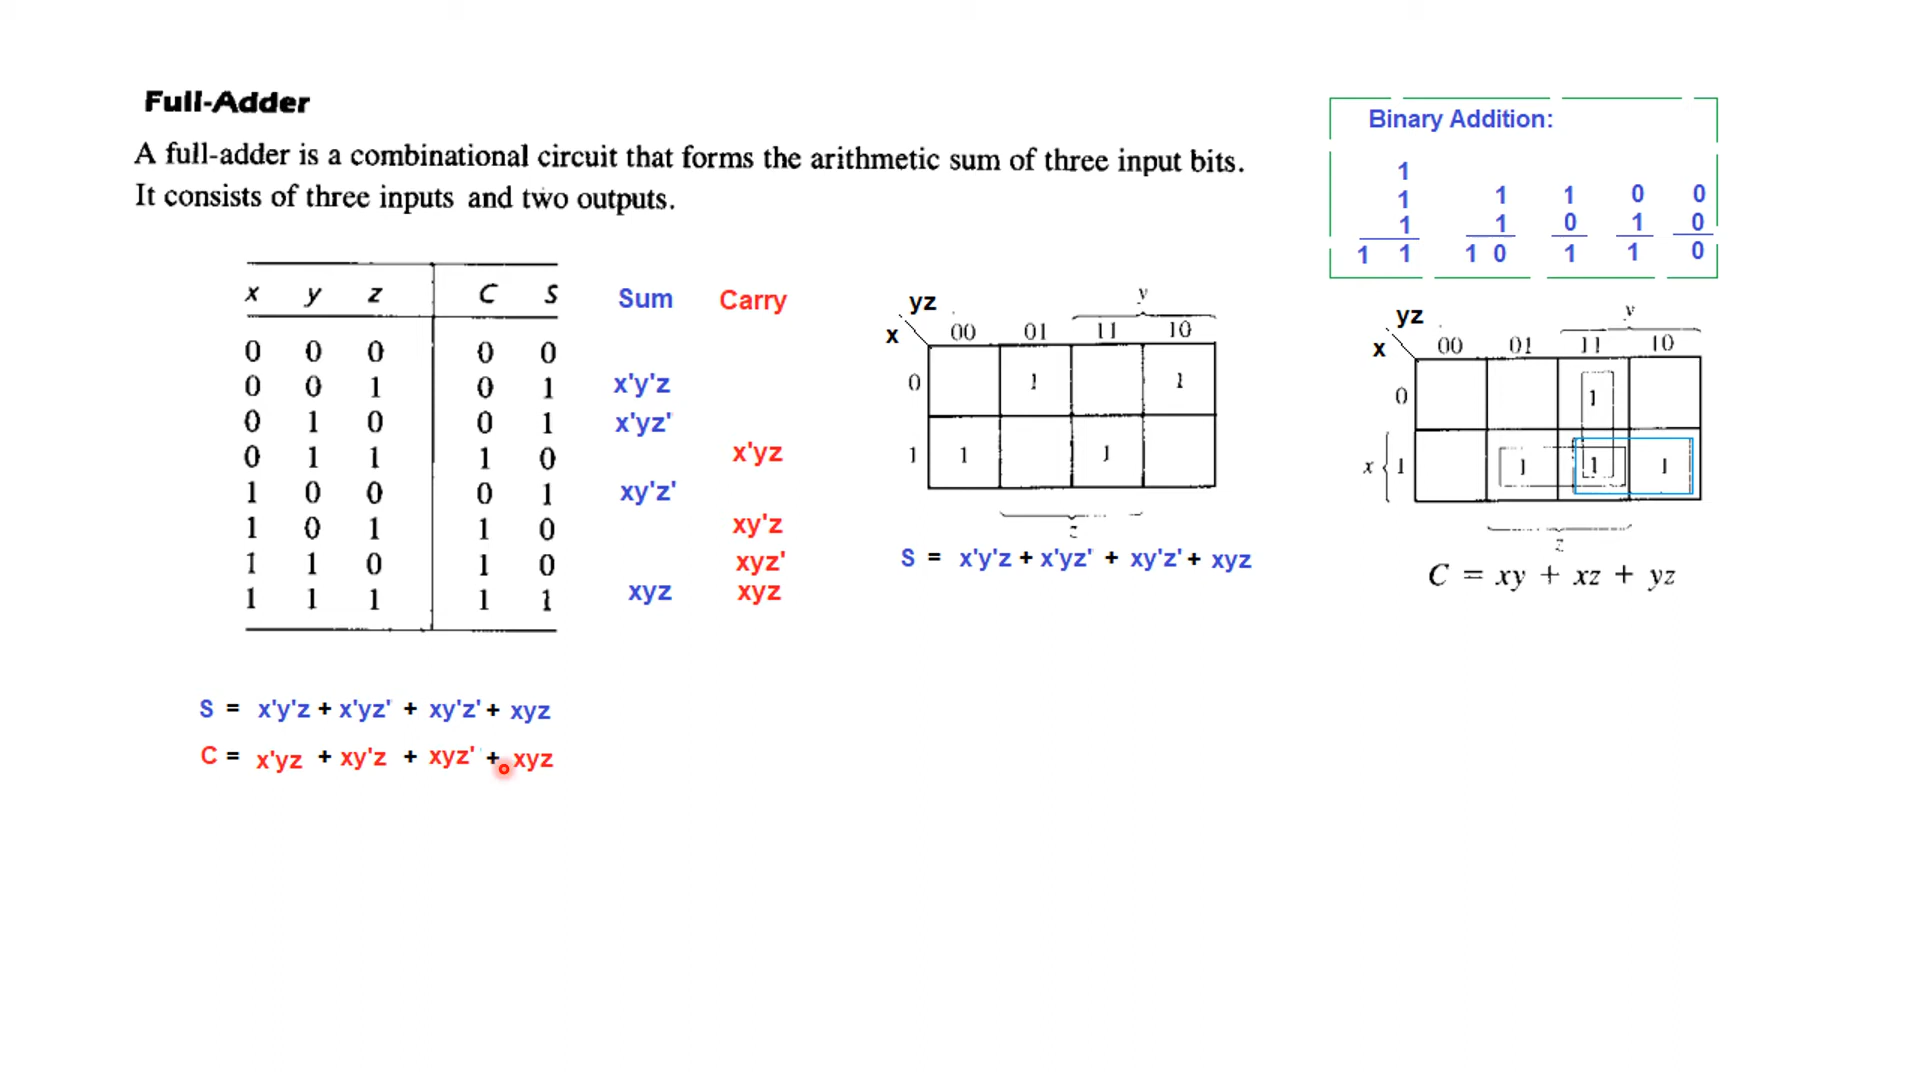 Full-Adder
A full-adder is a combinational circuit that forms the arithmetic sum of three input bits.
It consists of three inputs and two outputs.
x y z C S Sum Carry
0 0 0 0 0
0 0 1 0 1 x'y'z
0 1 0 0 1 x'yz'
0 1 1 1 0 x'yz
1 0 0 0 1 xy'z'
1 0 1 1 0 xy'z
1 1 0 1 0 xyz'
1 1 1 1 1 xyz xyz
S = x'y'z + x'yz' + xy'z' + xyz
C = x'yz + xy'z + xyz' + xyz
yz y
x 00 01 11 10
0 1 1
1 1 1
z
S = x'y'z + x'yz' + xy'z' + xyz
Binary Addition:
1
1 1 1 0 0
1 1 0 1 0
1 1 1 0 1 1 0
yz y
x 00 01 11 10
0 1
x 1 1 1 1
z
C = xy + xz + yz